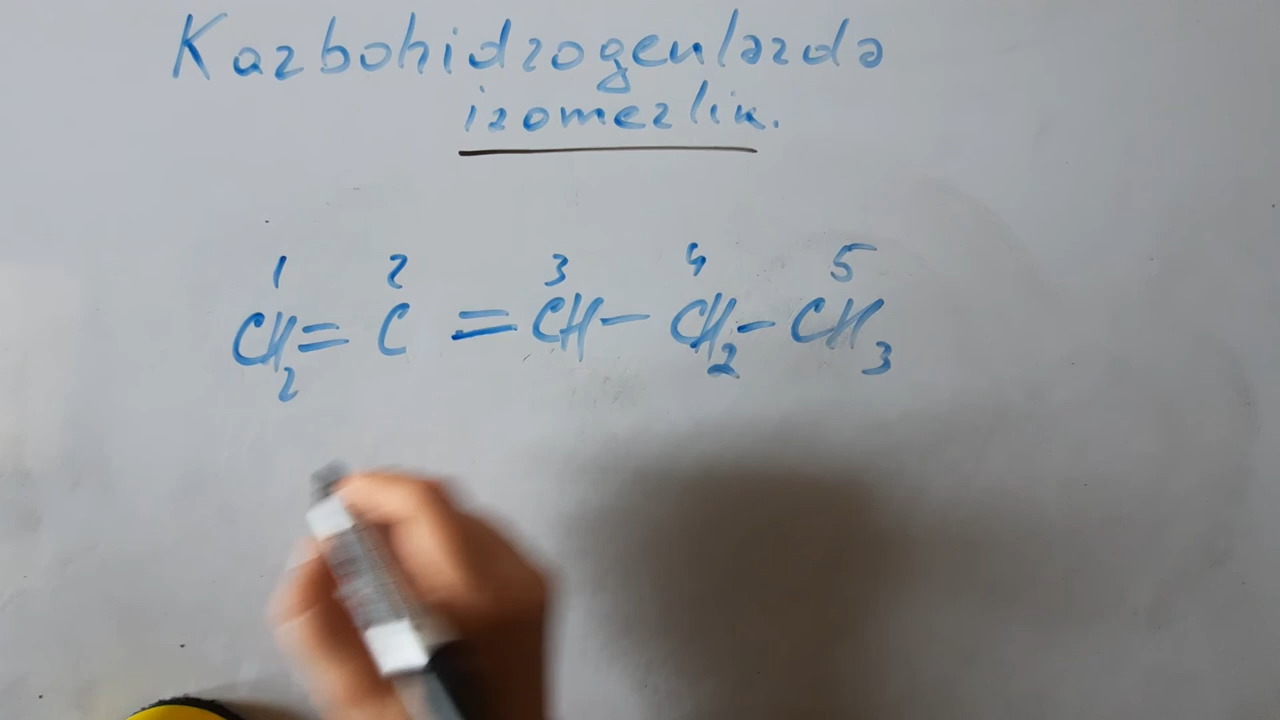 Karbohidrogenlərdə
izomerlik.
1 2 3 4 5
CH₂ = C = CH – CH₂ – CH₃